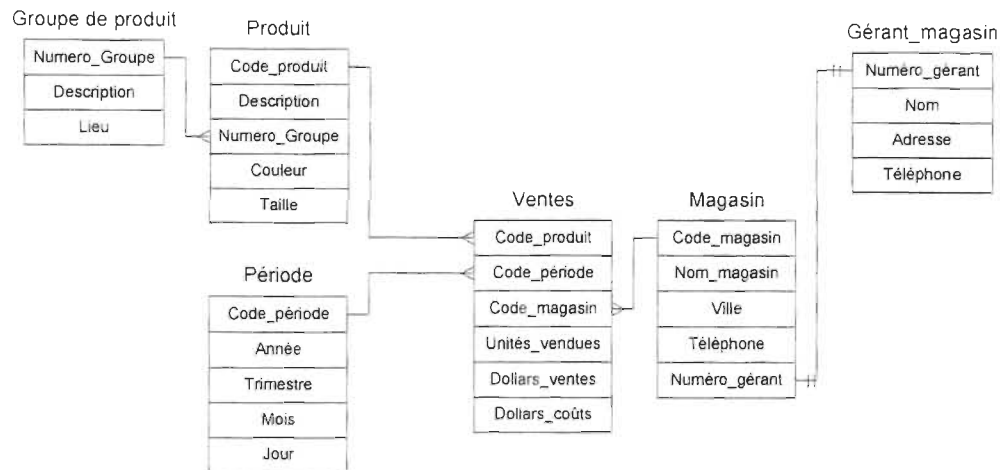 Groupe de produit
Numero_Groupe
Description
Lieu
Produit
Code_produit
Description
Numero_Groupe
Couleur
Taille
Période
Code_période
Année
Trimestre
Mois
Jour
Ventes
Code_produit
Code_période
Code_magasin
Unités_vendues
Dollars_ventes
Dollars_coûts
Magasin
Code_magasin
Nom_magasin
Ville
Téléphone
Numéro_gérant
Gérant_magasin
Numéro_gérant
Nom
Adresse
Téléphone